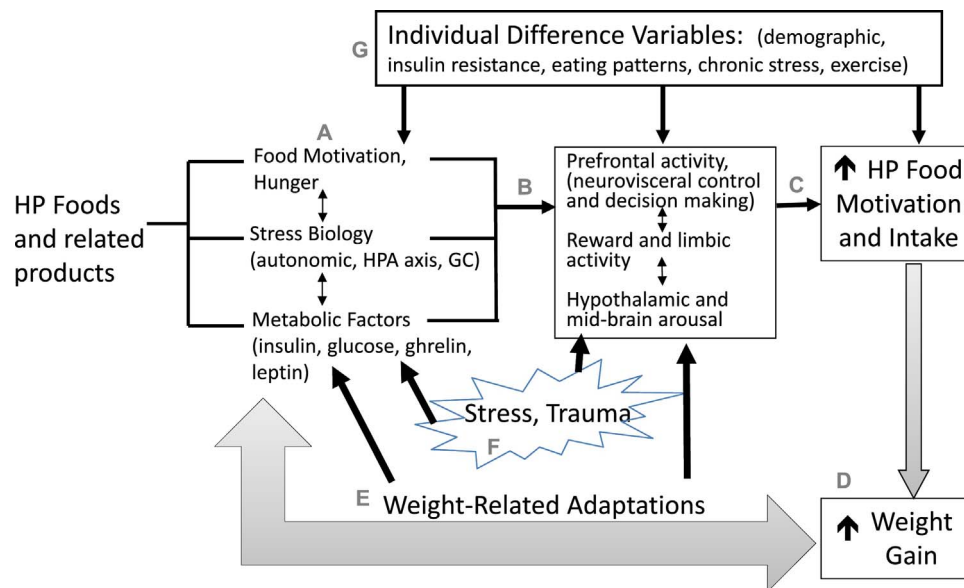 G
Individual Difference Variables: (demographic,
insulin resistance, eating patterns, chronic stress, exercise)
A
Food Motivation,
Hunger
HP Foods
and related
products
Stress Biology
(autonomic, HPA axis, GC)
Metabolic Factors
(insulin, glucose, ghrelin,
leptin)
B
Prefrontal activity,
(neurovisceral control
and decision making)
Reward and limbic
activity
Hypothalamic and
mid-brain arousal
C
HP Food
Motivation
and Intake
Stress, Trauma
F
E
Weight-Related Adaptations
D
Weight
Gain